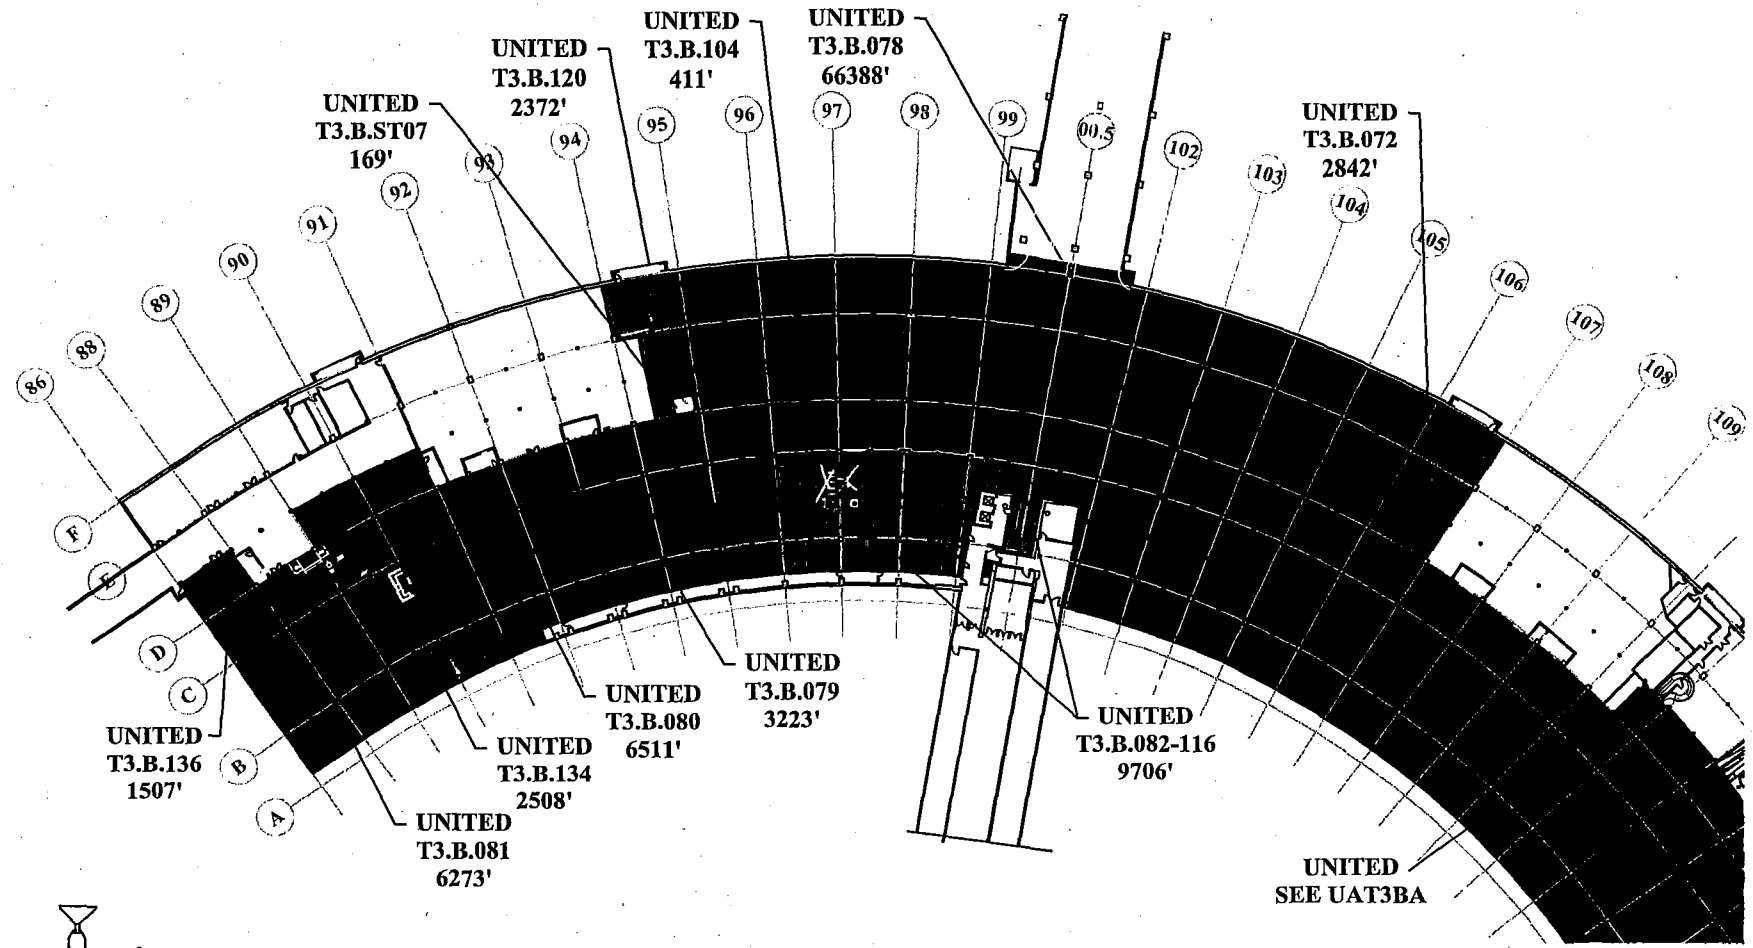 UNITED
T3.B.104
411'
UNITED
T3.B.078
66388'
UNITED
T3.B.120
2372'
UNITED
T3.B.ST07
169'
UNITED
T3.B.072
2842'
86
88
89
90
91
92
93
94
95
96
97
98
99
00.5
102
103
104
105
106
107
108
109
F
E
D
C
B
A
UNITED
T3.B.136
1507'
UNITED
T3.B.081
6273'
UNITED
T3.B.134
2508'
UNITED
T3.B.080
6511'
UNITED
T3.B.079
3223'
UNITED
T3.B.082-116
9706'
UNITED
SEE UAT3BA